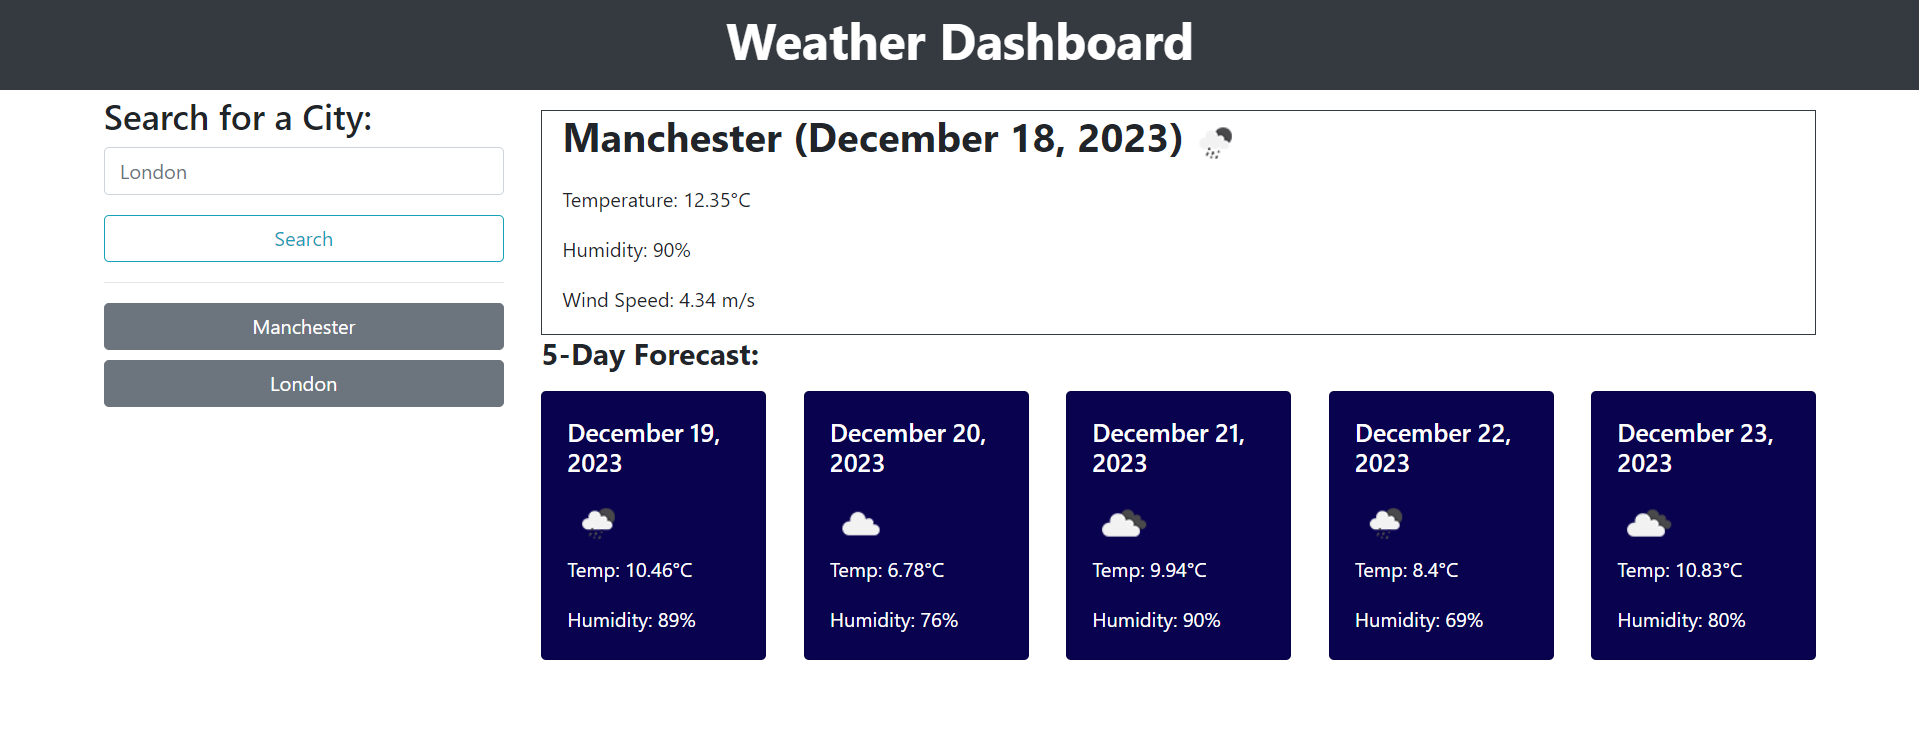 Weather Dashboard
Search for a City:
London
Search
Manchester
London
Manchester (December 18, 2023)
Temperature: 12.35°C
Humidity: 90%
Wind Speed: 4.34 m/s
5-Day Forecast:
December 19,
2023
Temp: 10.46°C
Humidity: 89%
December 20,
2023
Temp: 6.78°C
Humidity: 76%
December 21,
2023
Temp: 9.94°C
Humidity: 90%
December 22,
2023
Temp: 8.4°C
Humidity: 69%
December 23,
2023
Temp: 10.83°C
Humidity: 80%